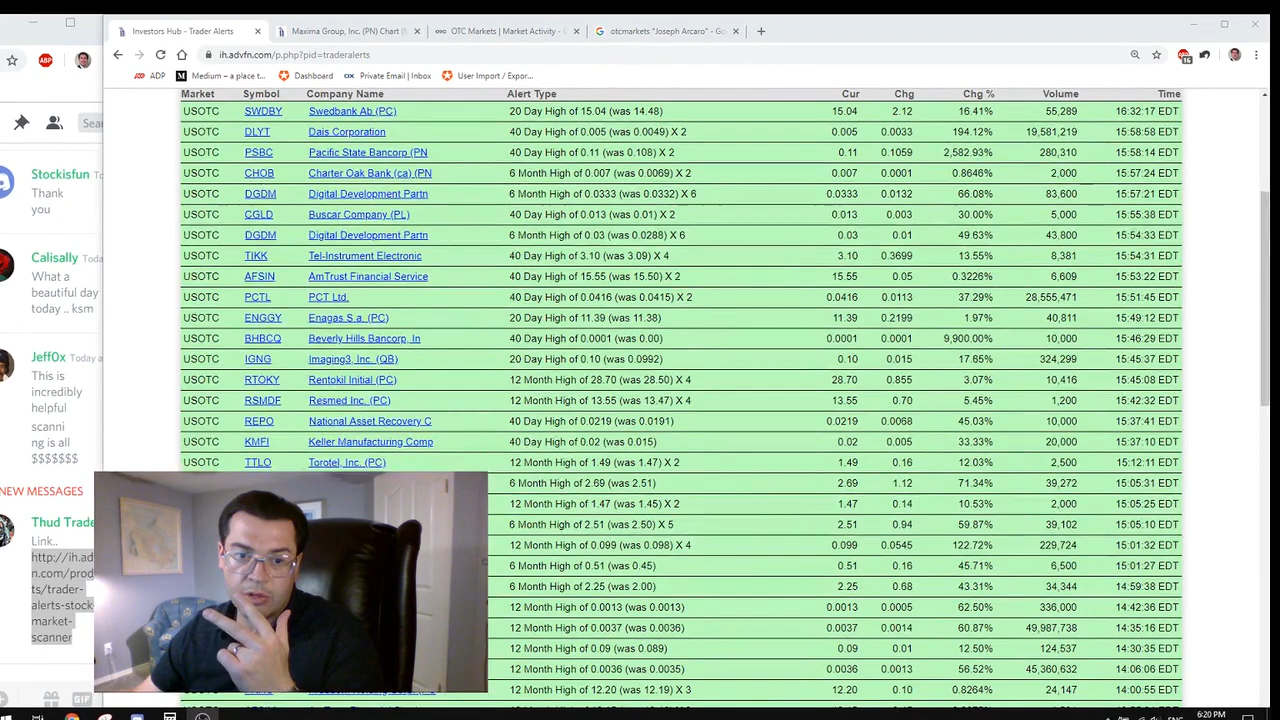 Investors Hub - Trader Alerts
Maxima Group, Inc. (PN) Chart (M
OTC Markets | Market Activity -
otcmarkets "Joseph Arcaro" - Go
ih.advfn.com/p.php?pid=traderalerts
ADP Medium – a place t... Dashboard Private Email | Inbox User Import / Expor...
Market Symbol Company Name Alert Type Cur Chg Chg % Volume Time
USOTC SWDBY Swedbank Ab (PC) 20 Day High of 15.04 (was 14.48) 15.04 2.12 16.41% 55,289 16:32:17 EDT
USOTC DLYT Dais Corporation 40 Day High of 0.005 (was 0.0049) X 2 0.005 0.0033 194.12% 19,581,219 15:58:58 EDT
USOTC PSBC Pacific State Bancorp (PN 40 Day High of 0.11 (was 0.108) X 2 0.11 0.1059 2,582.93% 280,310 15:58:14 EDT
USOTC CHOB Charter Oak Bank (ca) (PN 6 Month High of 0.007 (was 0.0069) X 2 0.007 0.0001 0.8646% 2,000 15:57:24 EDT
USOTC DGDM Digital Development Partn 6 Month High of 0.0333 (was 0.0332) X 6 0.0333 0.0132 66.08% 83,600 15:57:21 EDT
USOTC CGLD Buscar Company (PL) 40 Day High of 0.013 (was 0.01) X 2 0.013 0.003 30.00% 5,000 15:55:38 EDT
USOTC DGDM Digital Development Partn 6 Month High of 0.03 (was 0.0288) X 6 0.03 0.01 49.63% 43,800 15:54:33 EDT
USOTC TIKK Tel-Instrument Electronic 40 Day High of 3.10 (was 3.09) X 4 3.10 0.3699 13.55% 8,381 15:54:31 EDT
USOTC AFSIN AmTrust Financial Service 40 Day High of 15.55 (was 15.50) X 2 15.55 0.05 0.3226% 6,609 15:53:22 EDT
USOTC PCTL PCT Ltd. 40 Day High of 0.0416 (was 0.0415) X 2 0.0416 0.0113 37.29% 28,555,471 15:51:45 EDT
USOTC ENGGY Enagas S.a. (PC) 20 Day High of 11.39 (was 11.38) 11.39 0.2199 1.97% 40,811 15:49:12 EDT
USOTC BHBCQ Beverly Hills Bancorp, In 40 Day High of 0.0001 (was 0.00) 0.0001 0.0001 9,900.00% 10,000 15:46:29 EDT
USOTC IGNG Imaging3, Inc. (QB) 20 Day High of 0.10 (was 0.0992) 0.10 0.015 17.65% 324,299 15:45:37 EDT
USOTC RTOKY Rentokil Initial (PC) 12 Month High of 28.70 (was 28.50) X 4 28.70 0.855 3.07% 10,416 15:45:08 EDT
USOTC RSMDF Resmed Inc. (PC) 12 Month High of 13.55 (was 13.47) X 4 13.55 0.70 5.45% 1,200 15:42:32 EDT
USOTC REPO National Asset Recovery C 40 Day High of 0.0219 (was 0.0191) 0.0219 0.0068 45.03% 10,000 15:37:41 EDT
USOTC KMFI Keller Manufacturing Comp 40 Day High of 0.02 (was 0.015) 0.02 0.005 33.33% 20,000 15:37:10 EDT
USOTC TTLO Torotel, Inc. (PC) 12 Month High of 1.49 (was 1.47) X 2 1.49 0.16 12.03% 2,500 15:12:11 EDT
6 Month High of 2.69 (was 2.51) 2.69 1.12 71.34% 39,272 15:05:31 EDT
12 Month High of 1.47 (was 1.45) X 2 1.47 0.14 10.53% 2,000 15:05:21 EDT
6 Month High of 2.51 (was 2.50) X 5 2.51 0.94 59.87% 39,102 15:05:10 EDT
12 Month High of 0.099 (was 0.098) X 4 0.099 0.0545 122.72% 229,724 15:01:32 EDT
6 Month High of 0.51 (was 0.45) 0.51 0.16 45.71% 6,500 15:01:27 EDT
6 Month High of 2.25 (was 2.00) 2.25 0.68 43.31% 34,344 14:59:38 EDT
12 Month High of 0.0013 (was 0.0013) 0.0013 0.0005 62.50% 336,000 14:42:36 EDT
12 Month High of 0.0037 (was 0.0036) 0.0037 0.0014 60.87% 49,987,738 14:35:16 EDT
12 Month High of 0.09 (was 0.089) 0.09 0.01 12.50% 124,537 14:30:35 EDT
12 Month High of 0.0036 (was 0.0035) 0.0036 0.0013 56.52% 45,360,632 14:06:06 EDT
12 Month High of 12.20 (was 12.19) X 3 12.20 0.10 0.8264% 24,147 14:00:55 EDT
Sear
Stockisfun To
Thank
you
Calisally Toda
What a
beautiful day
today .. ksm
JeffOx Today a
This is
incredibly
helpful
scanni
ng is all
$$$$$$$
NEW MESSAGES
Thud Trade
Link..
http://ih.ad
n.com/prod
ts/trader-
alerts-stock-
market-
scanner
GIF
6:20 PM